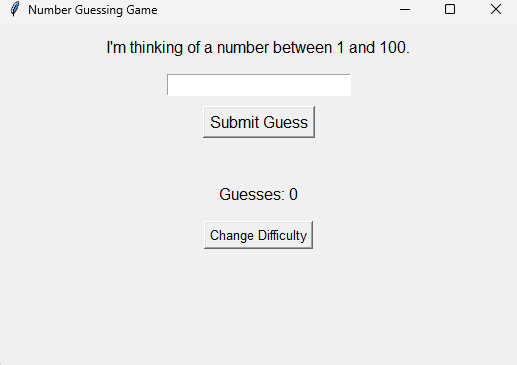 Number Guessing Game
I'm thinking of a number between 1 and 100.
Submit Guess
Guesses: 0
Change Difficulty